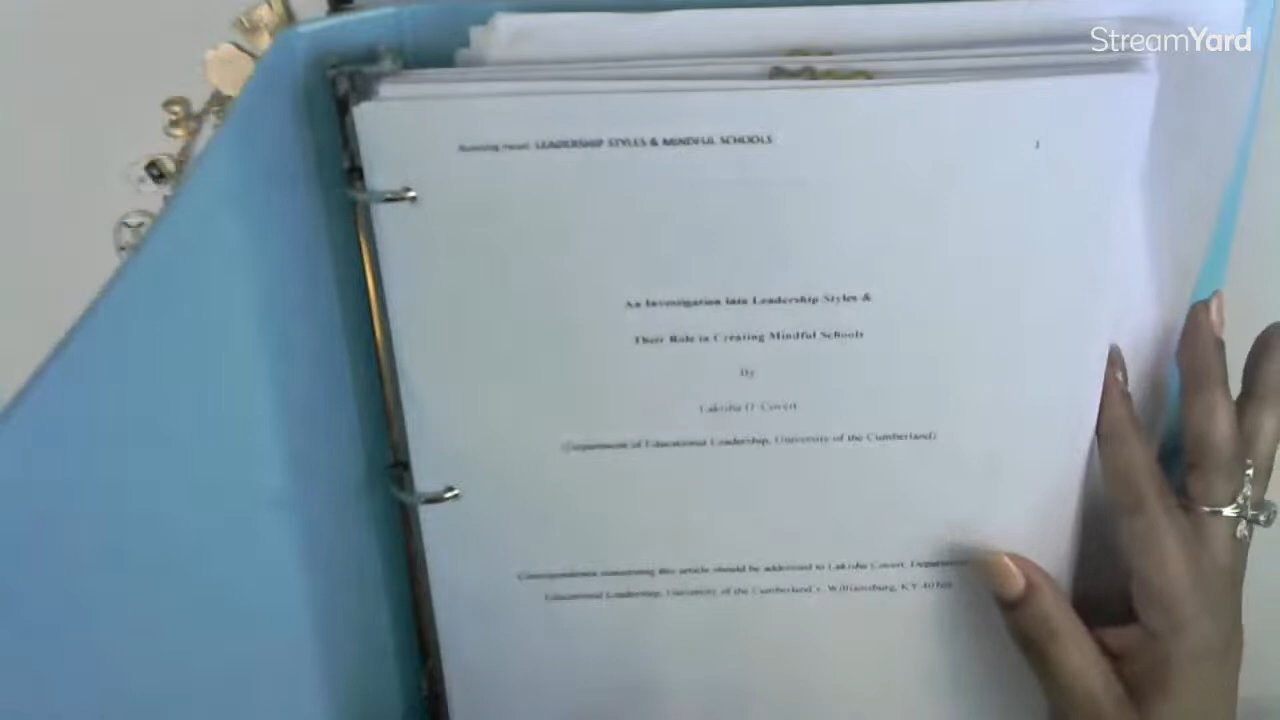 StreamYard
Running head: LEADERSHIP STYLES & MINDFUL SCHOOLS 1
An Investigation into Leadership Styles &
Their Role in Creating Mindful Schools
By
Lakisha D. Covert
(Department of Educational Leadership, University of the Cumberland)
Correspondence concerning this article should be addressed to Lakisha Covert, Department
Educational Leadership, University of the Cumberland's, Williamsburg, KY